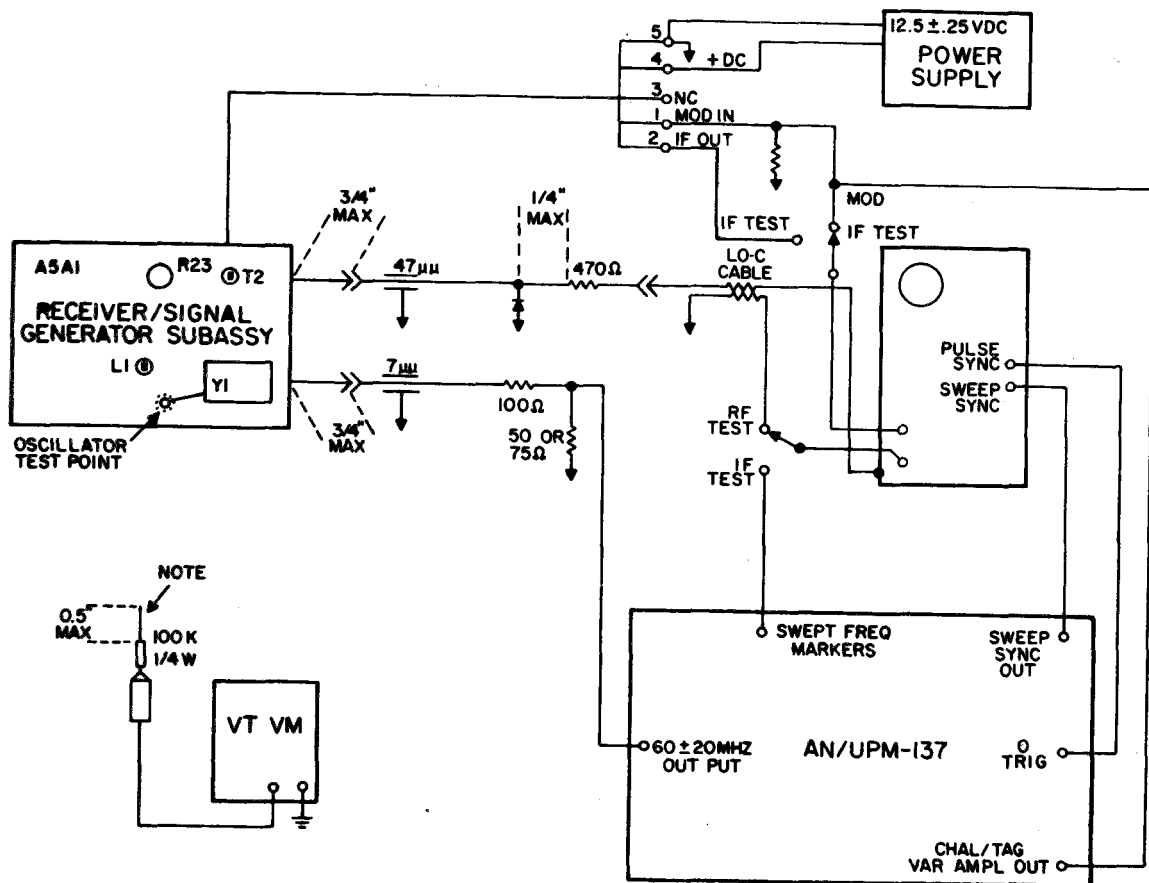 12.5 ± .25 VDC
POWER
SUPPLY
5
4
+ DC
3
NC
1
MOD IN
2
IF OUT
MOD
IF TEST
IF TEST
LO-C
CABLE
3/4"
MAX
1/4"
MAX
47µµ
470Ω
A5A1
R23
T2
RECEIVER/SIGNAL
GENERATOR SUBASSY
L1
Y1
OSCILLATOR
TEST POINT
3/4"
MAX
7µµ
100Ω
50 OR
75Ω
RF
TEST
IF
TEST
PULSE
SYNC
SWEEP
SYNC
NOTE
0.5"
MAX
100K
1/4W
VT VM
SWEPT FREQ
MARKERS
SWEEP
SYNC
OUT
60 ± 20MHZ
OUT PUT
AN/UPM-137
O
TRIG
CHAL/TAG
VAR AMPL OUT